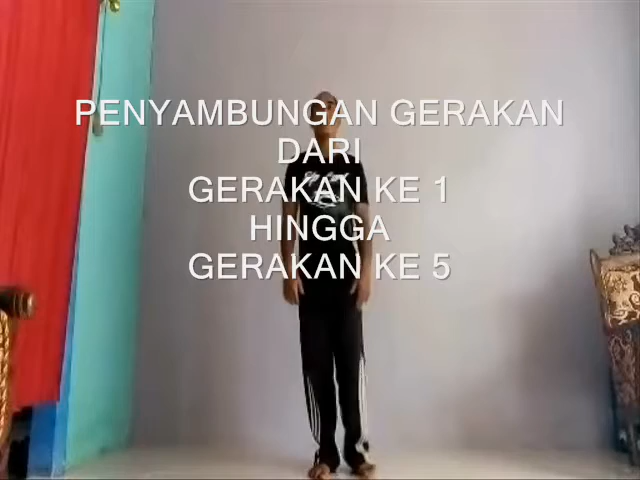 PENYAMBUNGAN GERAKAN
DARI
GERAKAN KE 1
HINGGA
GERAKAN KE 5